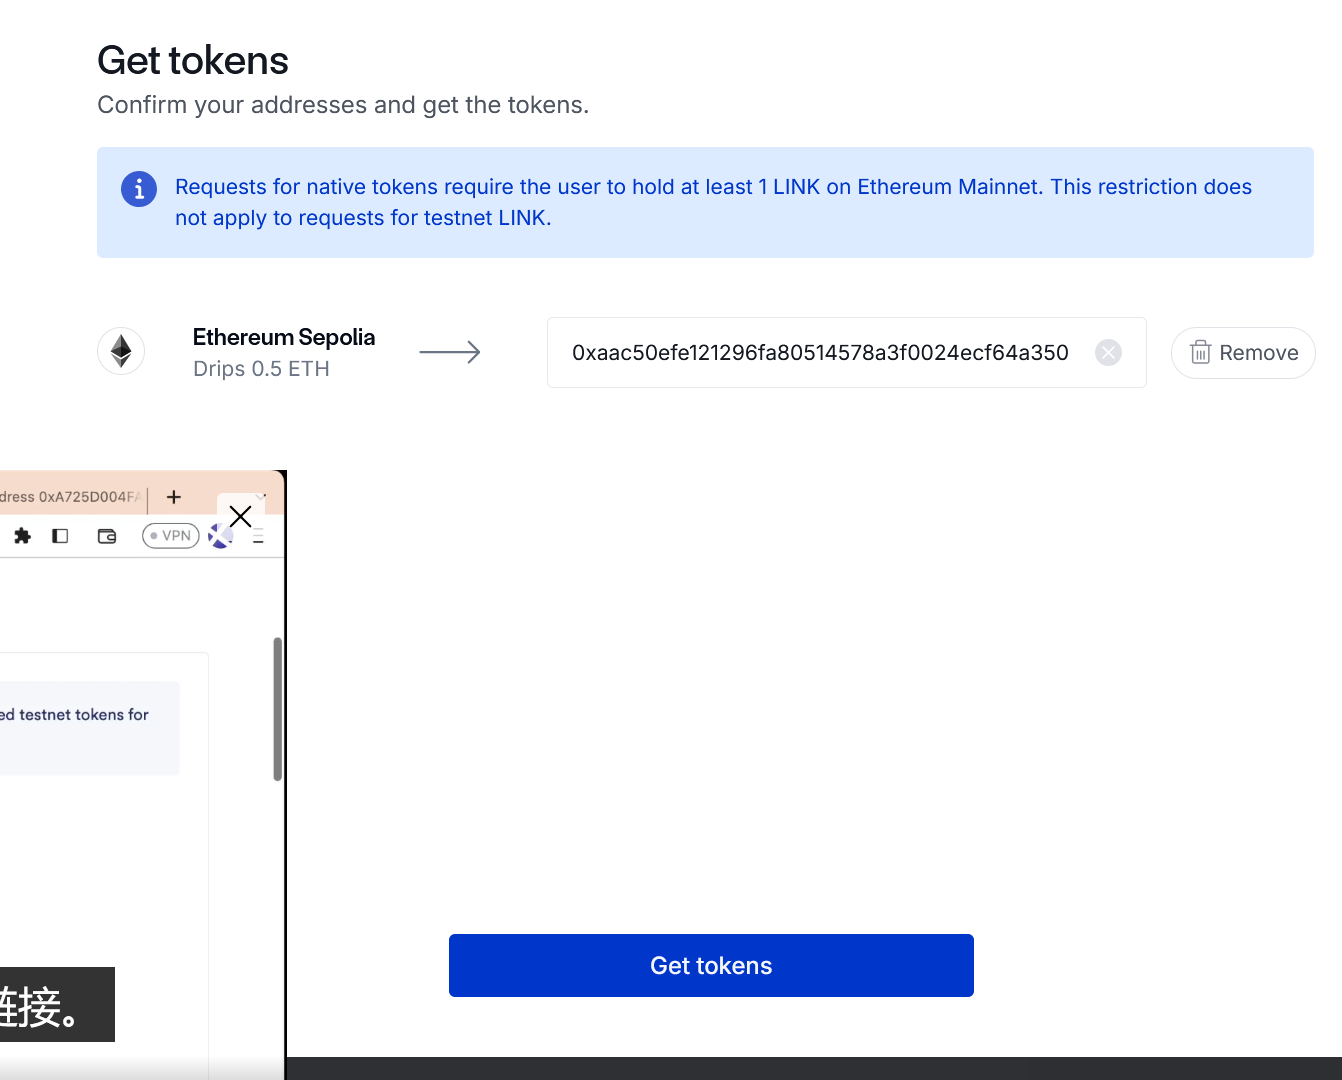 Get tokens
Confirm your addresses and get the tokens.
Requests for native tokens require the user to hold at least 1 LINK on Ethereum Mainnet. This restriction does
not apply to requests for testnet LINK.
Ethereum Sepolia
Drips 0.5 ETH
0xaac50efe121296fa80514578a3f0024ecf64a350
Remove
dress 0xA725D004FA
VPN
ed testnet tokens for
Get tokens
链接。